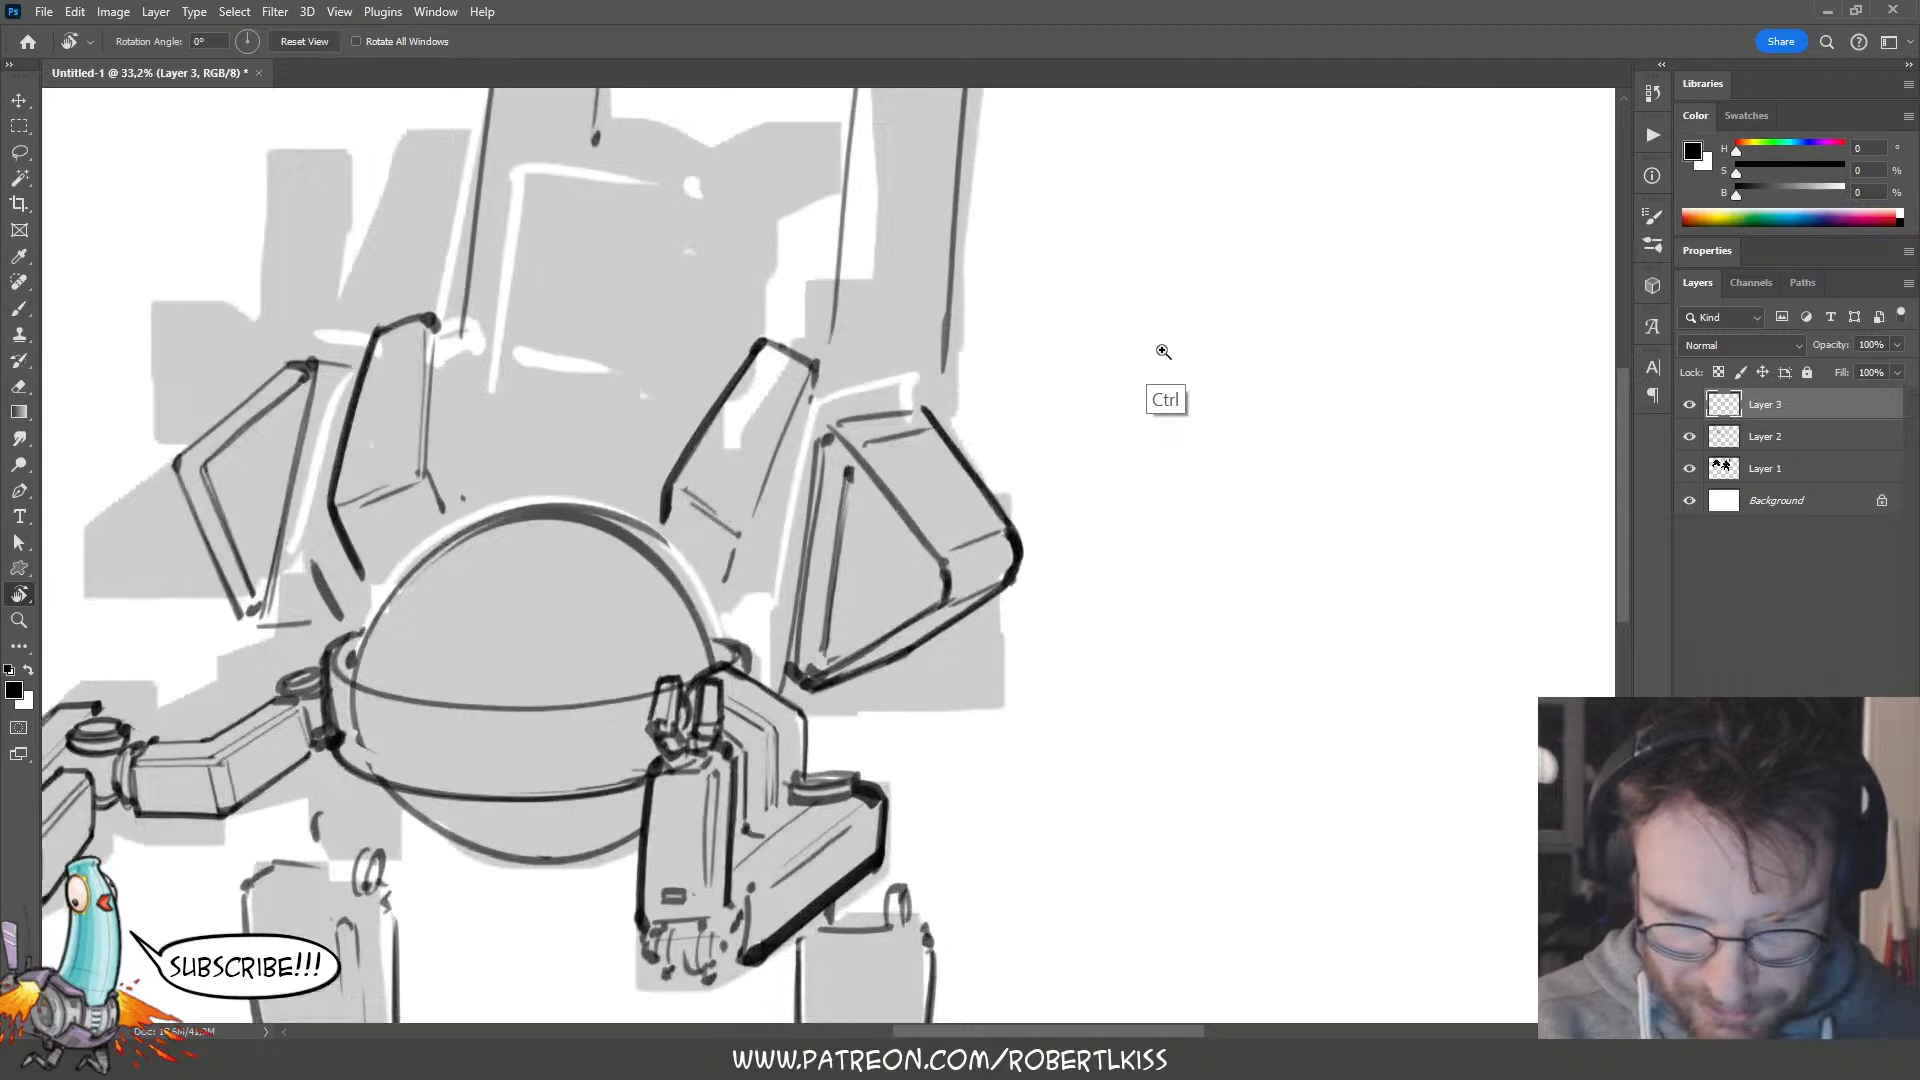 Ps File Edit Image Layer Type Select Filter 3D View Plugins Window Help
Rotation Angle: 0° Reset View Rotate All Windows Share
Untitled-1 @ 33,2% (Layer 3, RGB/8) * ×
Libraries
Color Swatches
H 0 °
S 0 %
B 0 %
Properties
Layers Channels Paths
Kind
Normal Opacity: 100%
Lock: Fill: 100%
Layer 3
Layer 2
Layer 1
Background
Ctrl
SUBSCRIBE!!!
WWW.PATREON.COM/ROBERTLKISS